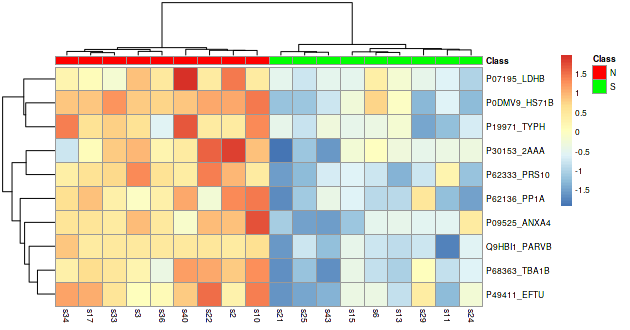 Class
Class
N
S
1.5
1
0.5
0
-0.5
-1
-1.5
P07195_LDHB
P0DMV9_HS71B
P19971_TYPH
P30153_2AAA
P62333_PRS10
P62136_PP1A
P09525_ANXA4
Q9HBI1_PARVB
P68363_TBA1B
P49411_EFTU
s34 s17 s33 s3 s36 s40 s22 s2 s10 s21 s25 s43 s15 s6 s13 s29 s11 s24